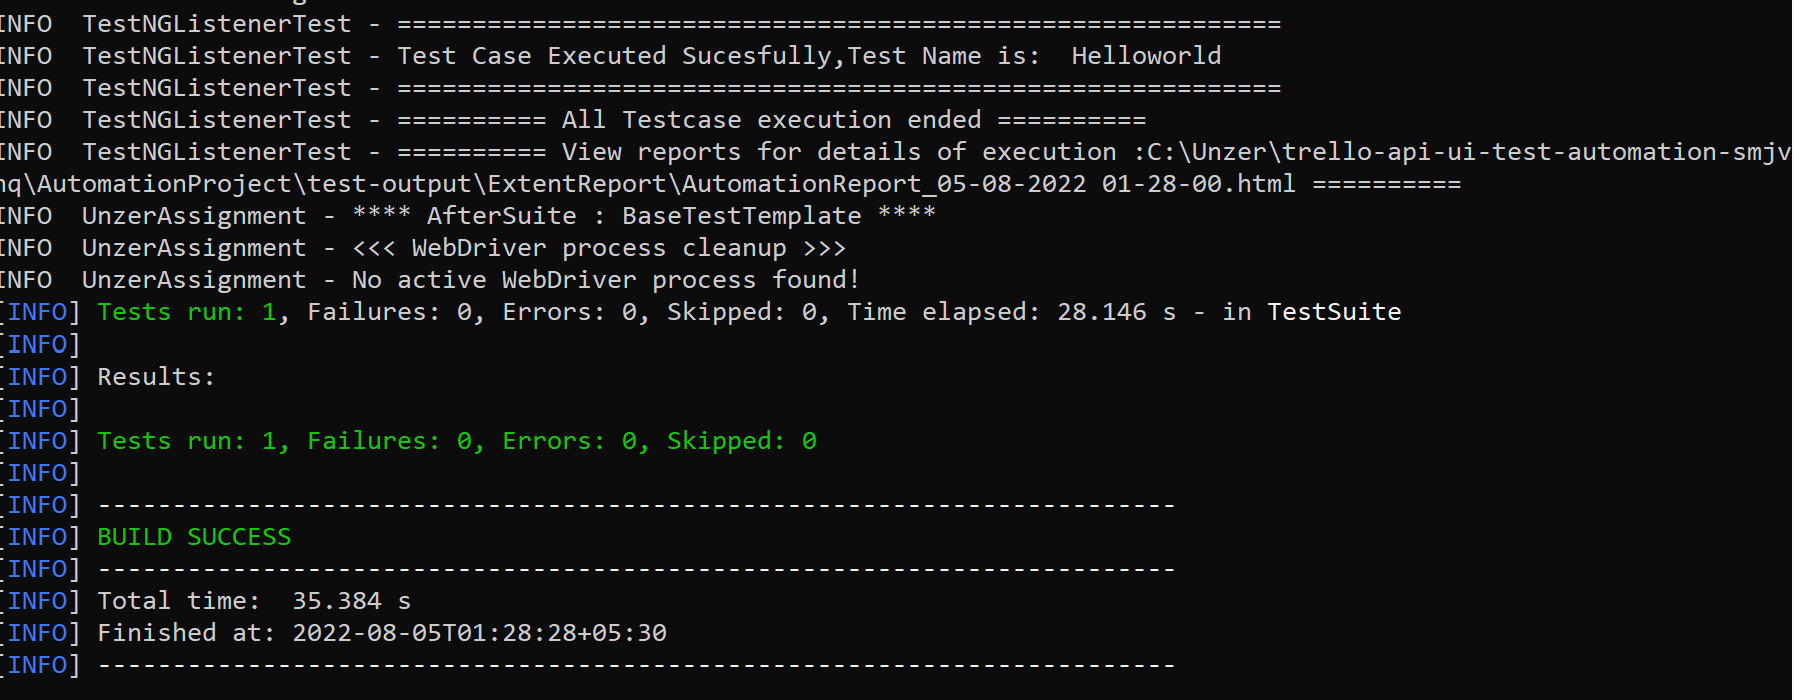 INFO  TestNGListenerTest - ===========================================================
INFO  TestNGListenerTest - Test Case Executed Sucesfully,Test Name is:  Helloworld
INFO  TestNGListenerTest - ===========================================================
INFO  TestNGListenerTest - ========== All Testcase execution ended ==========
INFO  TestNGListenerTest - ========== View reports for details of execution :C:\Unzer\trello-api-ui-test-automation-smjv
nq\AutomationProject\test-output\ExtentReport\AutomationReport_05-08-2022 01-28-00.html ==========
INFO  UnzerAssignment - **** AfterSuite : BaseTestTemplate ****
INFO  UnzerAssignment - <<< WebDriver process cleanup >>>
INFO  UnzerAssignment - No active WebDriver process found!
[INFO] Tests run: 1, Failures: 0, Errors: 0, Skipped: 0, Time elapsed: 28.146 s - in TestSuite
[INFO]
[INFO] Results:
[INFO]
[INFO] Tests run: 1, Failures: 0, Errors: 0, Skipped: 0
[INFO]
[INFO] ------------------------------------------------------------------------
[INFO] BUILD SUCCESS
[INFO] ------------------------------------------------------------------------
[INFO] Total time:  35.384 s
[INFO] Finished at: 2022-08-05T01:28:28+05:30
[INFO] ------------------------------------------------------------------------